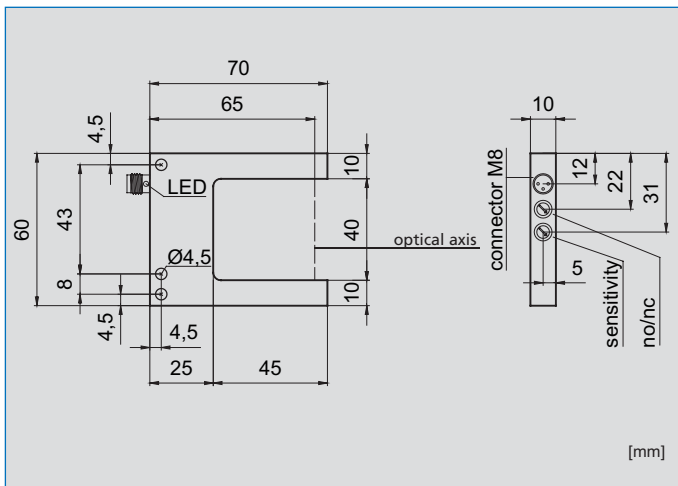 70
65
10
4,5
LED
10
12
22
31
connector M8
60
43
40
optical axis
Ø4,5
8
10
5
4,5
4,5
sensitivity
no/nc
25
45
[mm]